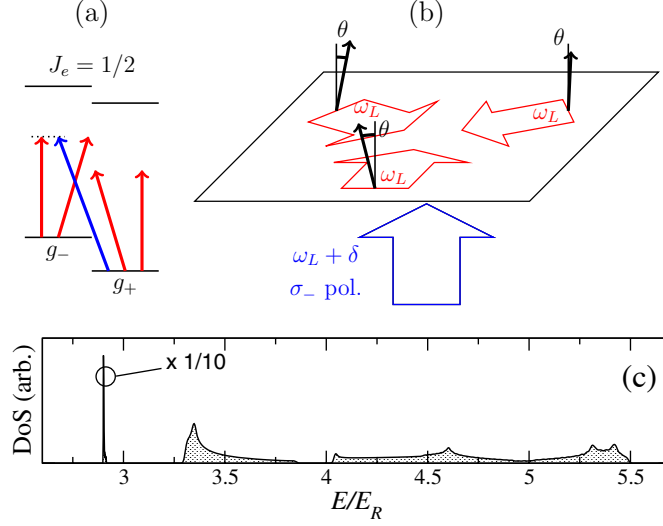 (a)
(b)
J_e = 1/2
θ
θ
ω_L
ω_L
θ
ω_L
g_-
g_+
ω_L + δ
σ_- pol.
x 1/10
(c)
DoS (arb.)
3 3.5 4 4.5 5 5.5
E/E_R